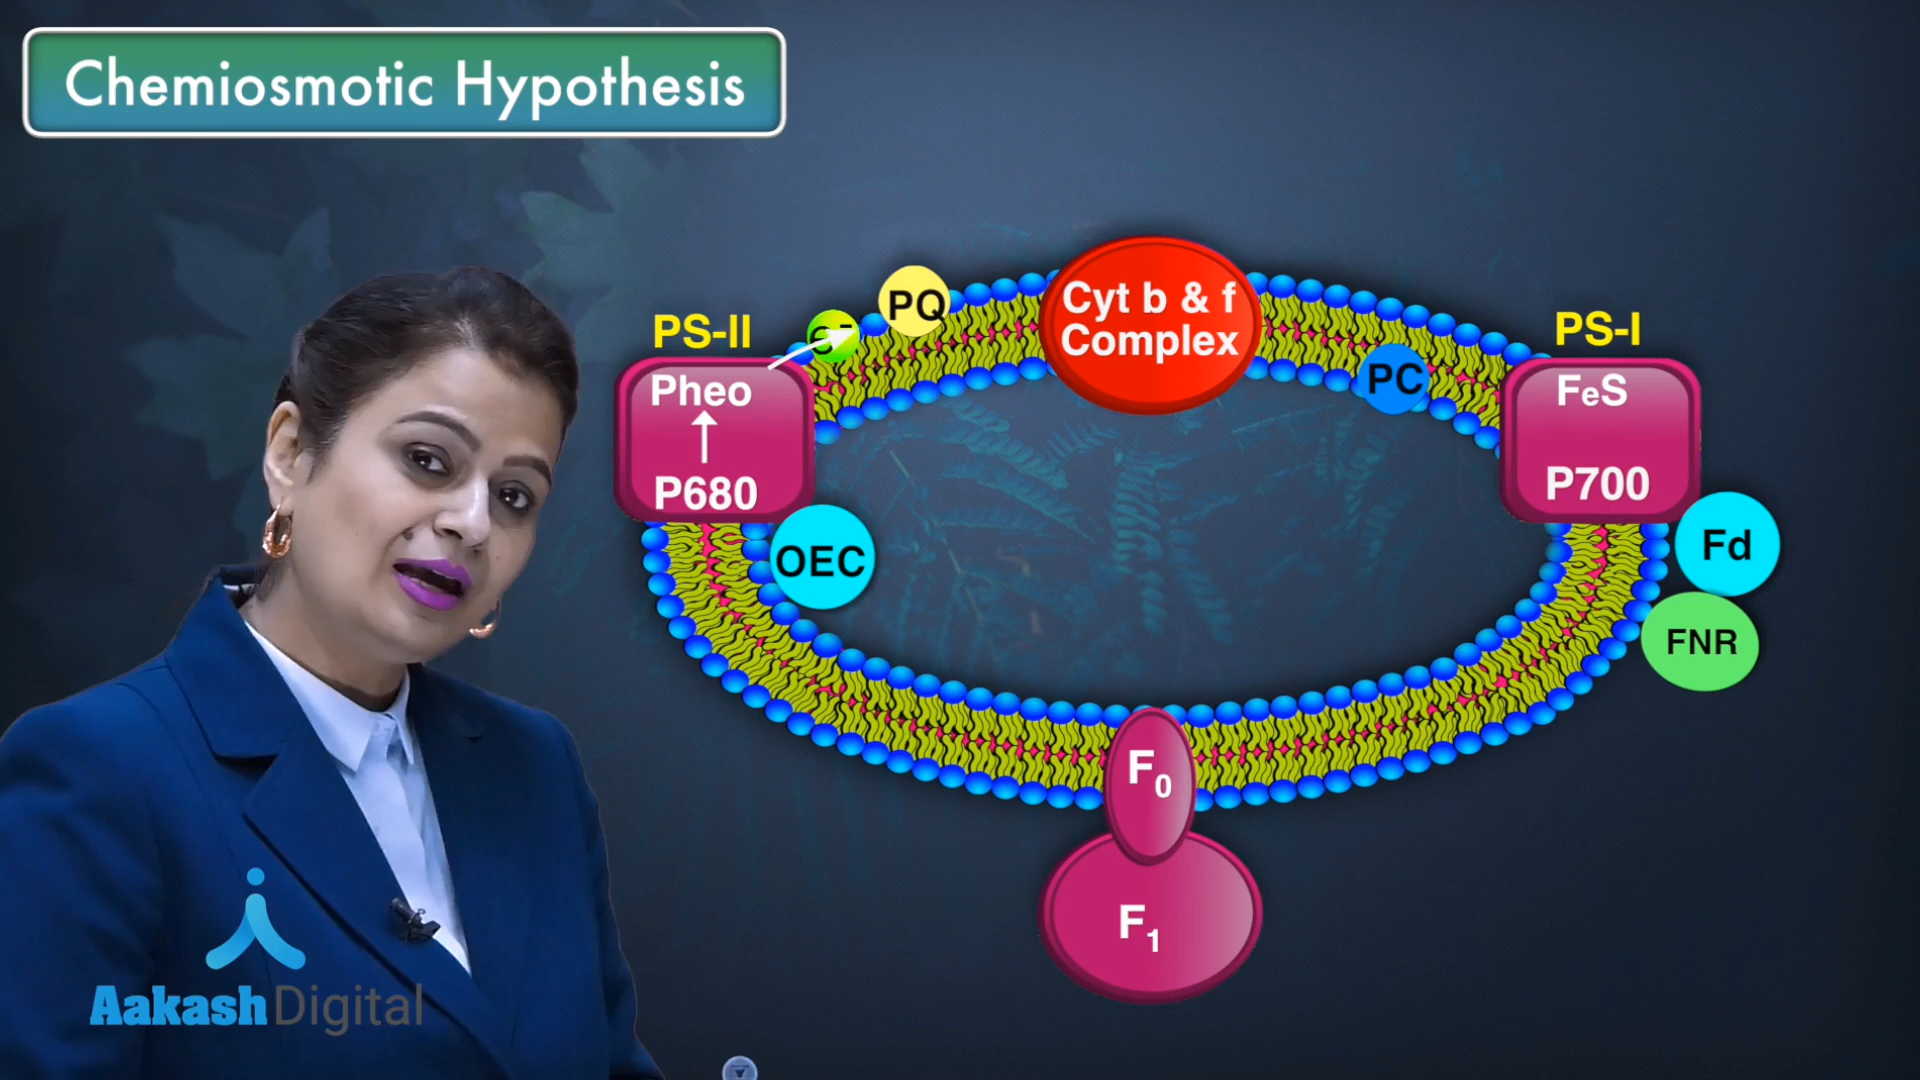 Chemiosmotic Hypothesis
PS-II
PQ
Cyt b & f
Complex
PS-I
Pheo
P680
OEC
PC
FeS
P700
Fd
FNR
F0
F1
Aakash Digital